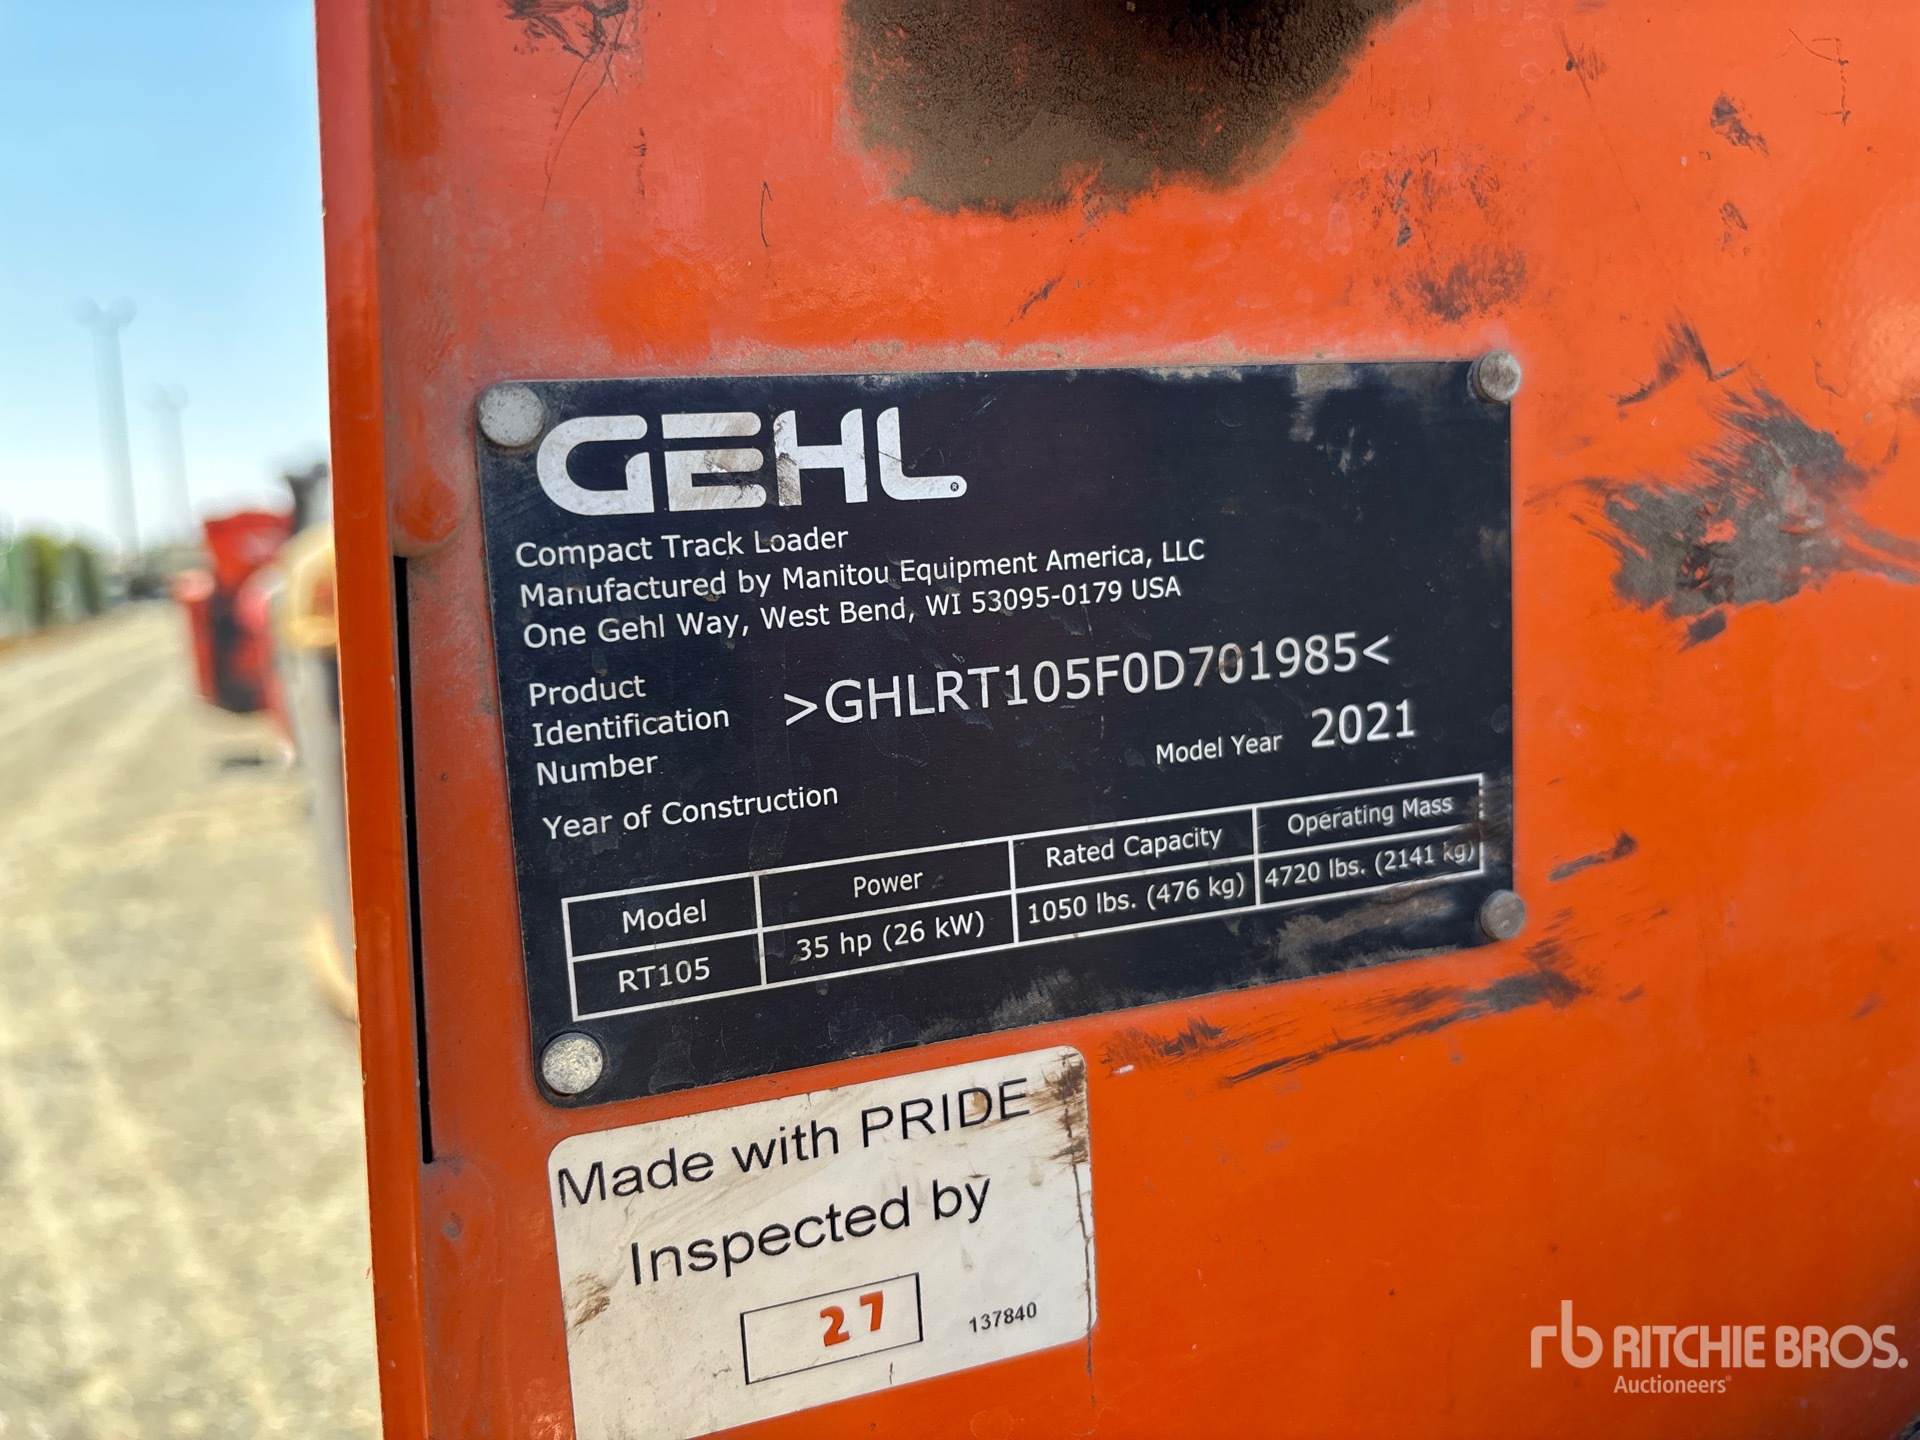 GEHL®
Compact Track Loader
Manufactured by Manitou Equipment America, LLC
One Gehl Way, West Bend, WI 53095-0179 USA
Product
Identification
Number
>GHLRT105F0D701985<
Year of Construction
Model Year 2021
Model Power Rated Capacity Operating Mass
RT105 35 hp (26 kW) 1050 lbs. (476 kg) 4720 lbs. (2141 kg)
Made with PRIDE
Inspected by
27
137840
rb RITCHIE BROS.
Auctioneers®